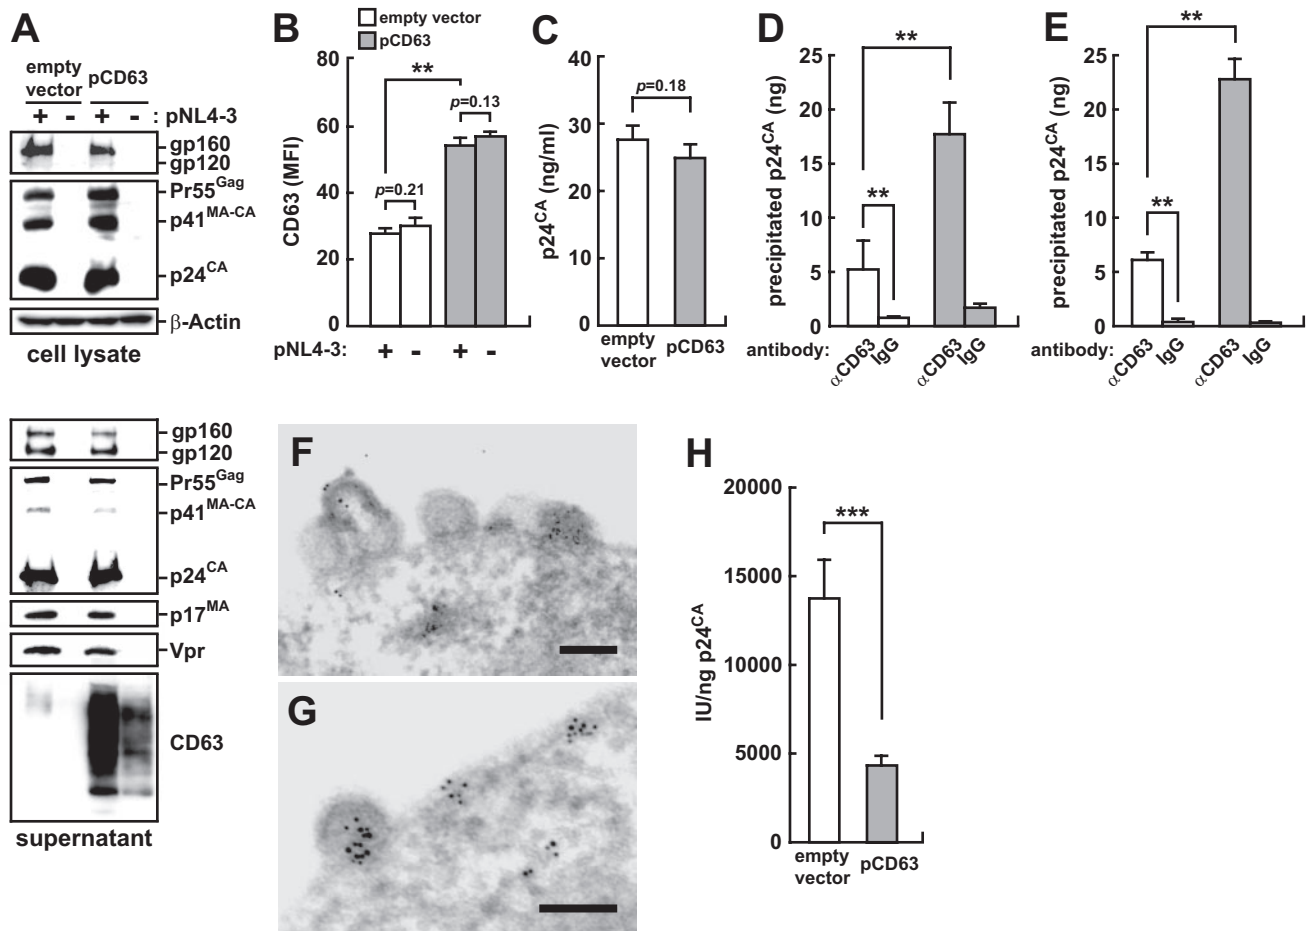 A
empty vector pCD63
+ - + - : pNL4-3
gp160
gp120
Pr55Gag
p41MA-CA
p24CA
β-Actin
cell lysate
gp160
gp120
Pr55Gag
p41MA-CA
p24CA
p17MA
Vpr
CD63
supernatant
B
empty vector
pCD63
CD63 (MFI)
80
60
40
20
0
**
p=0.13
p=0.21
pNL4-3: + - + -
C
p24CA (ng/ml)
40
30
20
10
0
p=0.18
empty vector
pCD63
D
precipitated p24CA (ng)
25
20
15
10
5
0
**
**
antibody: αCD63 IgG αCD63 IgG
E
precipitated p24CA (ng)
25
20
15
10
5
0
**
**
antibody: αCD63 IgG αCD63 IgG
F
G
H
IU/ng p24CA
20000
15000
10000
5000
0
***
empty vector
pCD63